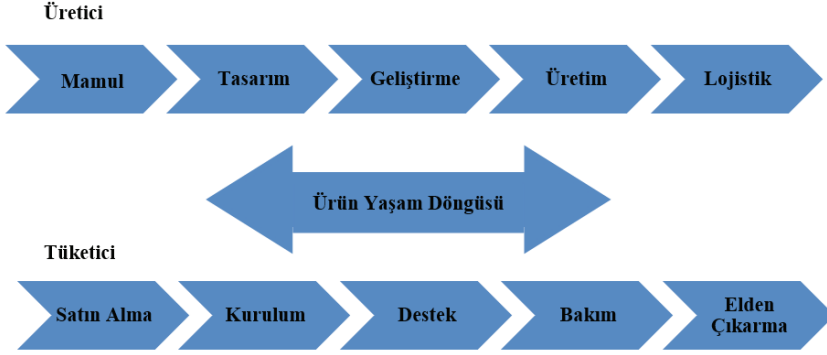 Üretici
Mamul
Tasarım
Geliştirme
Üretim
Lojistik
Ürün Yaşam Döngüsü
Tüketici
Satın Alma
Kurulum
Destek
Bakım
Elden
Çıkarma